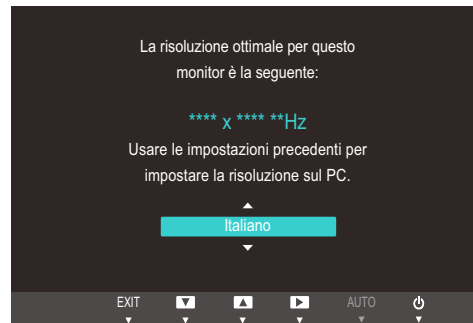 La risoluzione ottimale per questo
monitor è la seguente:
**** x **** **Hz
Usare le impostazioni precedenti per
impostare la risoluzione sul PC.
Italiano
EXIT AUTO